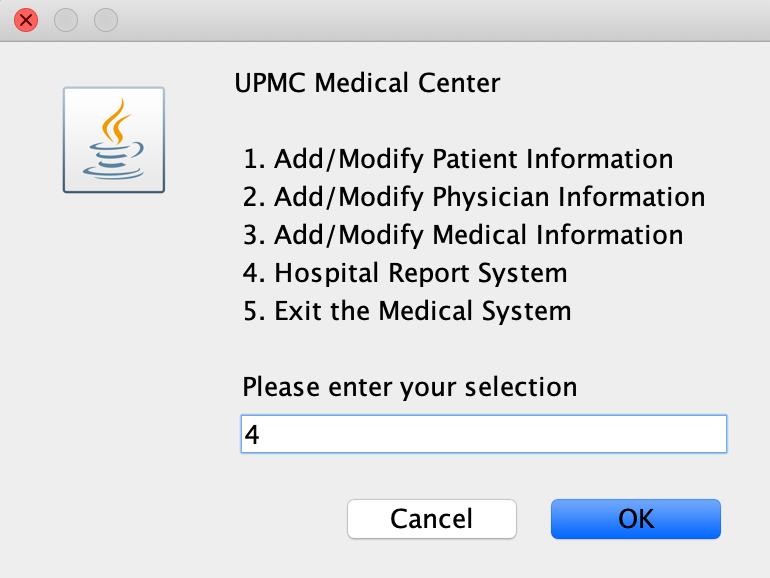 UPMC Medical Center
1. Add/Modify Patient Information
2. Add/Modify Physician Information
3. Add/Modify Medical Information
4. Hospital Report System
5. Exit the Medical System
Please enter your selection
4
Cancel
OK